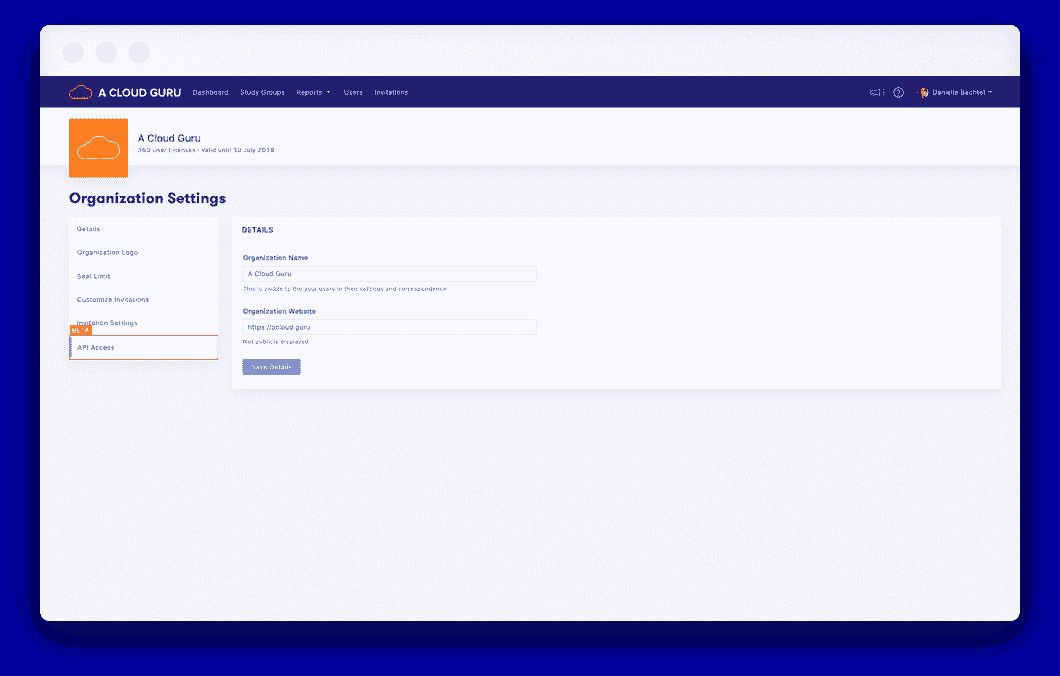 A CLOUD GURU Dashboard Study Groups Reports Users Invitations ? Danielle Bechtel
A Cloud Guru
360 User Licenses · Valid until 30 July 2019
Organization Settings
Details
Organization Logo
Seat Limit
Customize Invitations
Invitation Settings
BETA
API Access
DETAILS
Organization Name
A Cloud Guru
This is visible to the your users in their settings and correspondence
Organization Website
https://acloud.guru
Not publicly displayed
Save Details